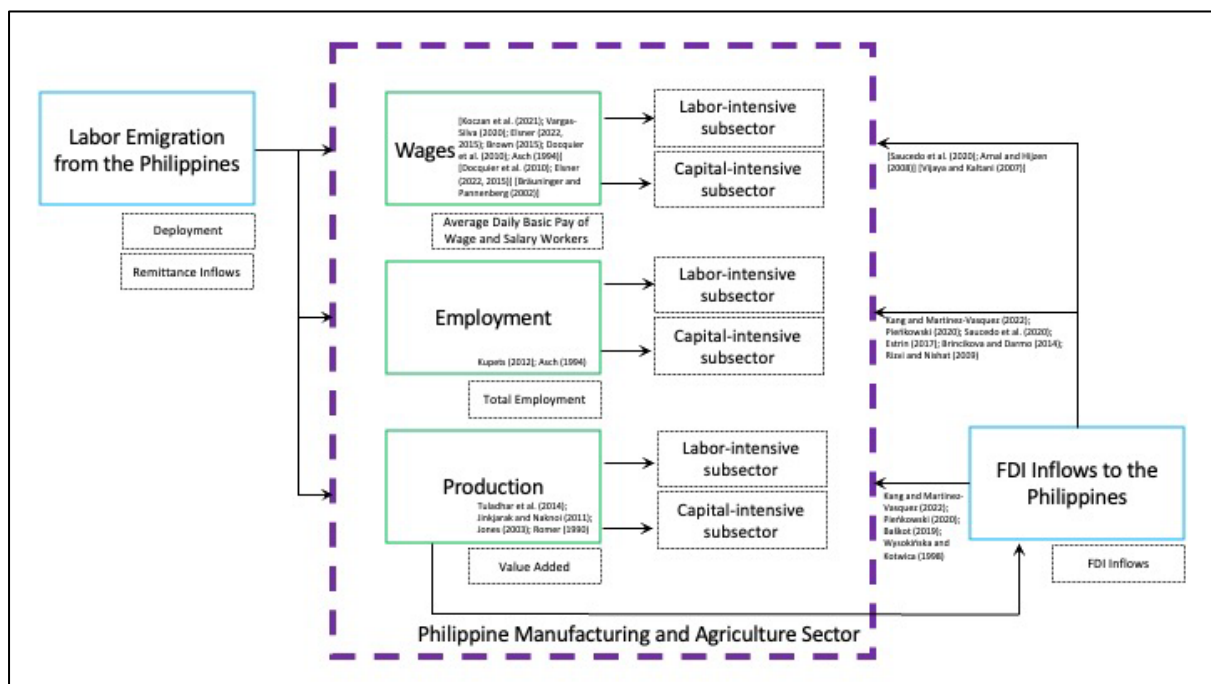 Labor Emigration
from the Philippines
Deployment
Remittance Inflows
Wages
[Koczan et al. (2021); Vargas-
Silva (2020); Elsner (2022,
2015); Brown (2015); Docquier
et al. (2010); Asch (1994)]
[Docquier et al. (2010); Elsner
(2022, 2015)] [Bräuninger and
Pannenberg (2002)]
Average Daily Basic Pay of
Wage and Salary Workers
Labor-intensive
subsector
Capital-intensive
subsector
Employment
Kupets (2012); Asch (1994)
Total Employment
Labor-intensive
subsector
Capital-intensive
subsector
Production
Tuladhar et al. (2014);
Jinkjarak and Naknoi (2011);
Jones (2003); Romer (1990)
Value Added
Labor-intensive
subsector
Capital-intensive
subsector
Philippine Manufacturing and Agriculture Sector
[Saucedo et al. (2020); Arnal and Hijzen
(2008)] [Vijaya and Kaltani (2007)]
Kang and Martinez-Vasquez (2022);
Pieńkowski (2020); Saucedo et al. (2020);
Estrin (2017); Brincikova and Darmo (2014);
Rizvi and Nishat (2009)
Kang and Martinez-
Vasquez (2022);
Pieńkowski (2020);
Baškot (2019);
Wysokińska and
Kotwica (1998)
FDI Inflows to the
Philippines
FDI Inflows